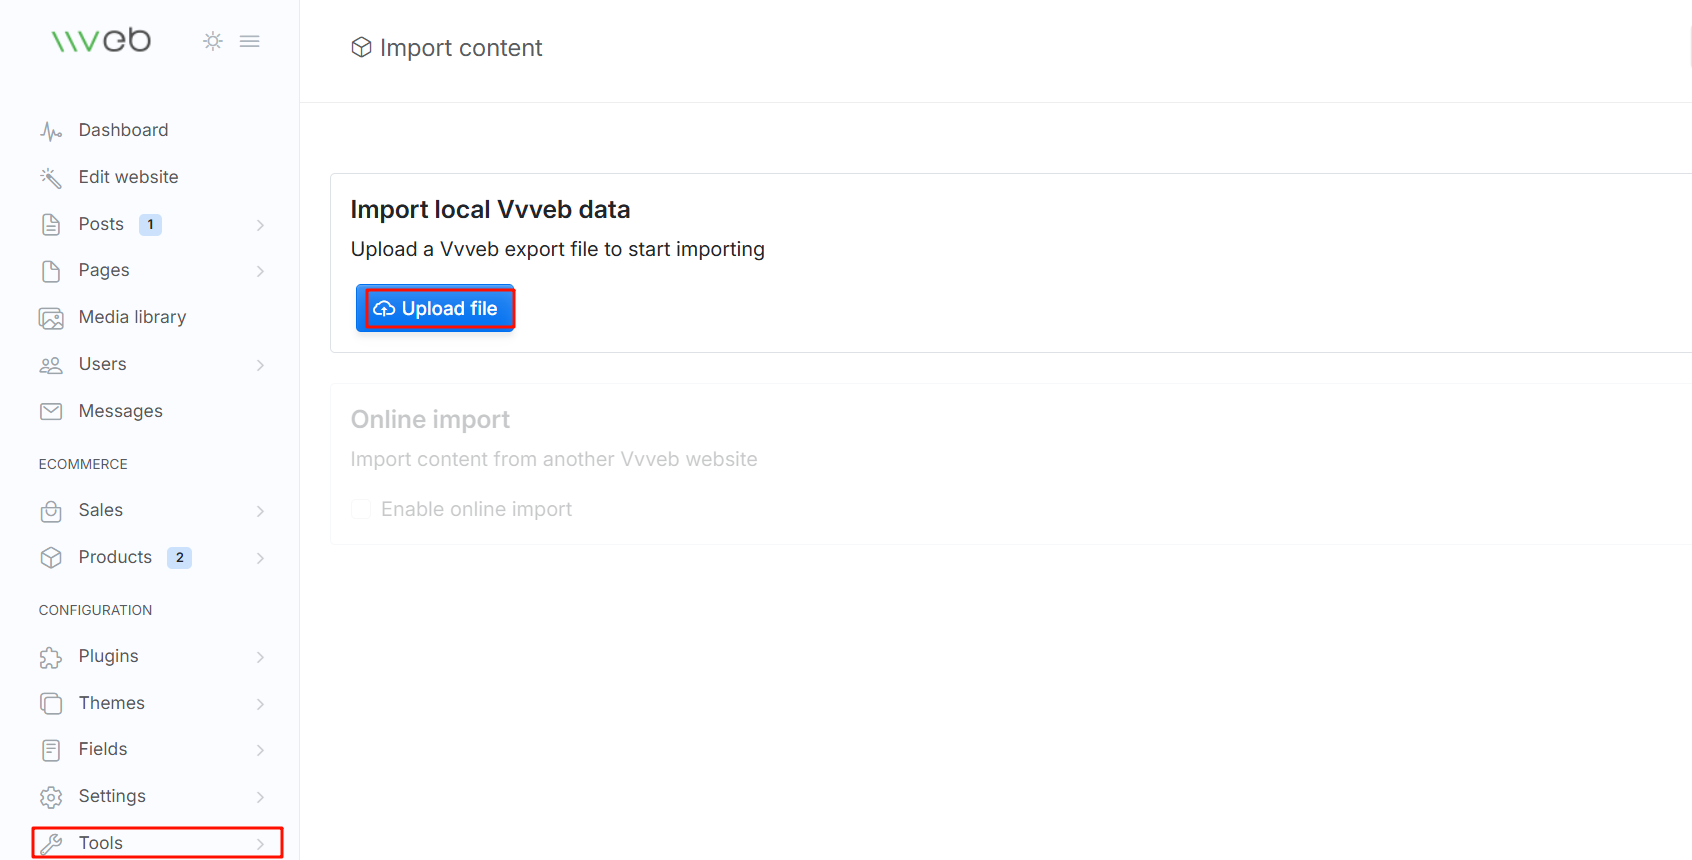 vvveb
Import content
Dashboard
Edit website
Posts 1
Pages
Media library
Users
Messages
ECOMMERCE
Sales
Products 2
CONFIGURATION
Plugins
Themes
Fields
Settings
Tools
Import local Vvveb data
Upload a Vvveb export file to start importing
Upload file
Online import
Import content from another Vvveb website
Enable online import